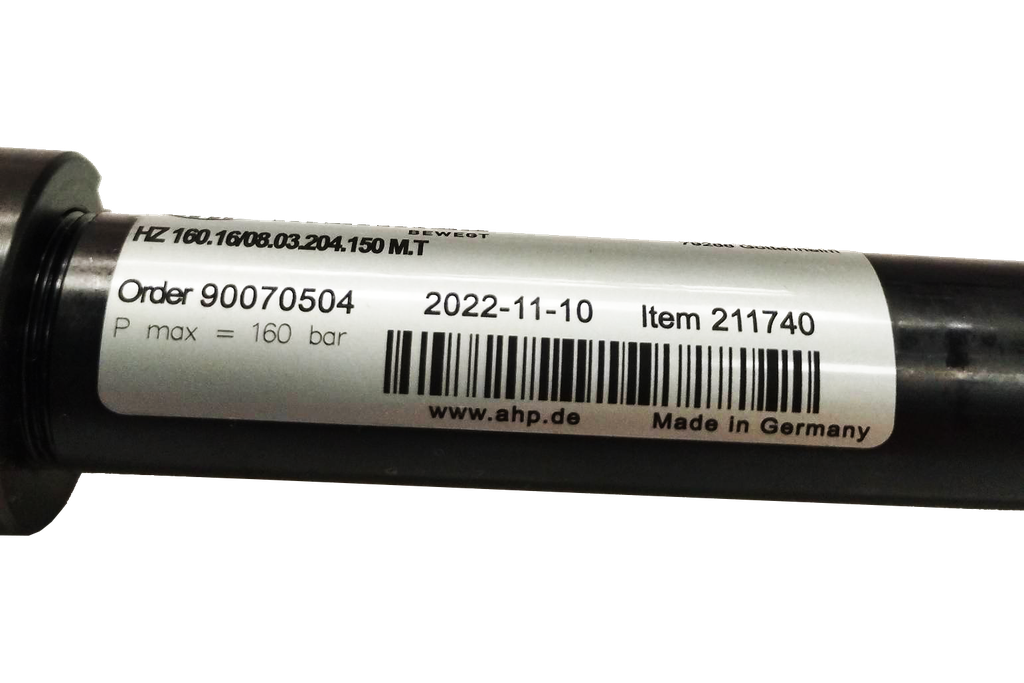 BEWEGT
HZ 160.16/08.03.204.150 M.T
Order 90070504 2022-11-10 Item 211740
P max = 160 bar
www.ahp.de Made in Germany